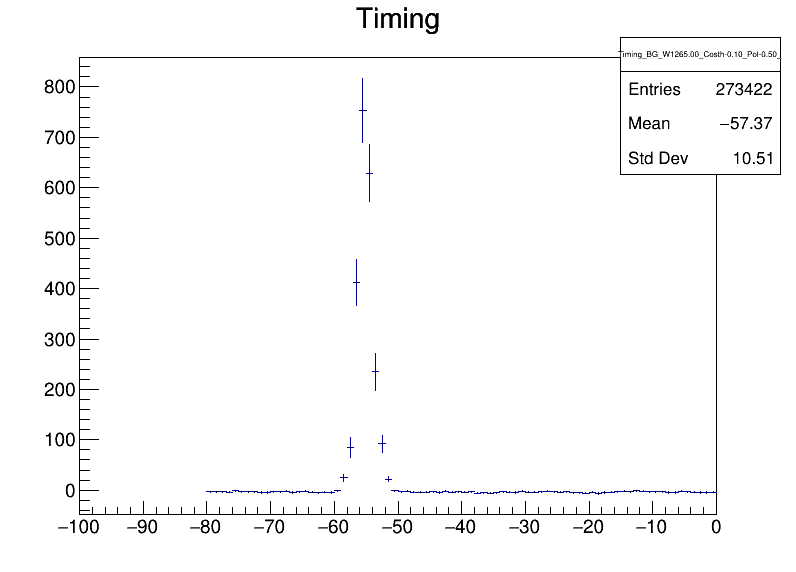 Timing
Timing_BG_W1265.00_Costh-0.10_Pol-0.50_
Entries 273422
Mean −57.37
Std Dev 10.51
800
700
600
500
400
300
200
100
0
−100 −90 −80 −70 −60 −50 −40 −30 −20 −10 0